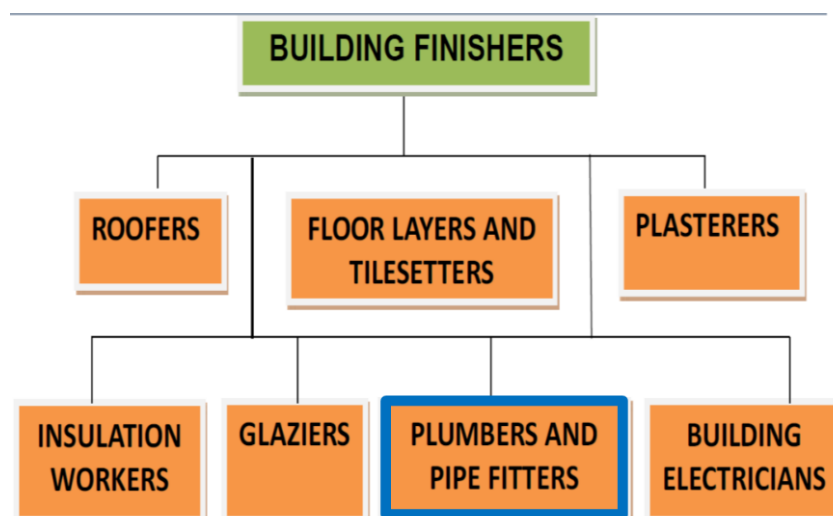 BUILDING FINISHERS
ROOFERS
FLOOR LAYERS AND
TILESETTERS
PLASTERERS
INSULATION
WORKERS
GLAZIERS
PLUMBERS AND
PIPE FITTERS
BUILDING
ELECTRICIANS